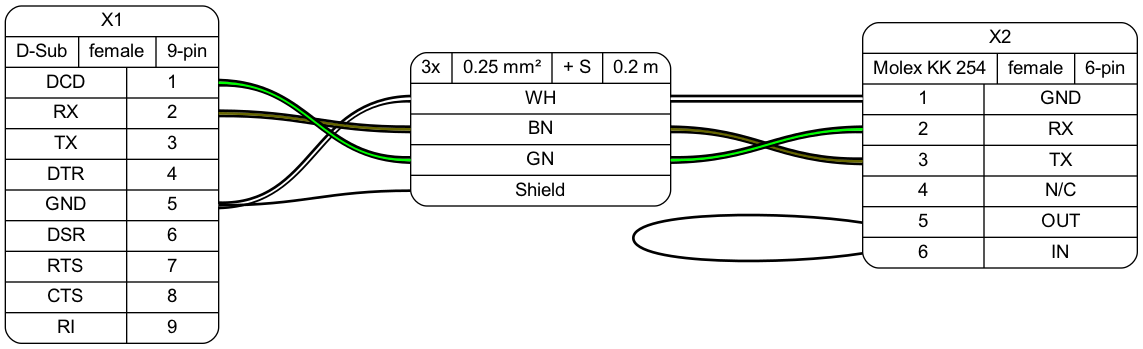 X1
D-Sub female 9-pin
DCD 1
RX 2
TX 3
DTR 4
GND 5
DSR 6
RTS 7
CTS 8
RI 9
3x 0.25 mm² + S 0.2 m
WH
BN
GN
Shield
X2
Molex KK 254 female 6-pin
1 GND
2 RX
3 TX
4 N/C
5 OUT
6 IN